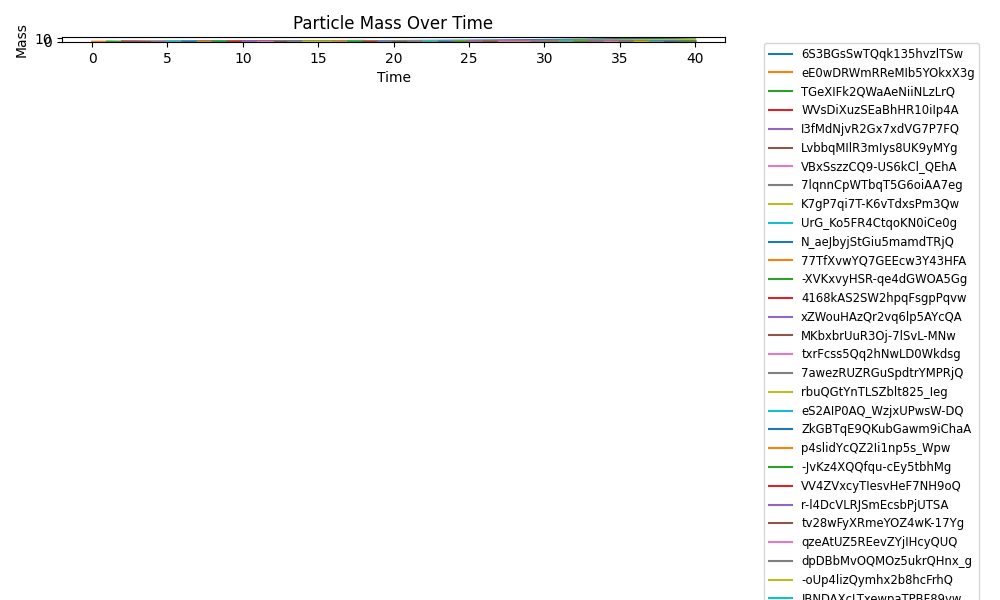 Particle Mass Over Time
Mass
10
0
0 5 10 15 20 25 30 35 40
Time
6S3BGsSwTQqk135hvzlTSw
eE0wDRWmRReMIb5YOkxX3g
TGeXIFk2QWaAeNiiNLzLrQ
WVsDiXuzSEaBhHR10iIp4A
I3fMdNjvR2Gx7xdVG7P7FQ
LvbbqMIlR3mIys8UK9yMYg
VBxSszzCQ9-US6kCl_QEhA
7lqnnCpWTbqT5G6oiAA7eg
K7gP7qi7T-K6vTdxsPm3Qw
UrG_Ko5FR4CtqoKN0iCe0g
N_aeJbyjStGiu5mamdTRjQ
77TfXvwYQ7GEEcw3Y43HFA
-XVKxvyHSR-qe4dGWOA5Gg
4168kAS2SW2hpqFsgpPqvw
xZWouHAzQr2vq6lp5AYcQA
MKbxbrUuR3Oj-7lSvL-MNw
txrFcss5Qq2hNwLD0Wkdsg
7awezRUZRGuSpdtrYMPRjQ
rbuQGtYnTLSZblt825_Ieg
eS2AIP0AQ_WzjxUPwsW-DQ
ZkGBTqE9QKubGawm9iChaA
p4slidYcQZ2Ii1np5s_Wpw
-JvKz4XQQfqu-cEy5tbhMg
VV4ZVxcyTIesvHeF7NH9oQ
r-l4DcVLRJSmEcsbPjUTSA
tv28wFyXRmeYOZ4wK-17Yg
qzeAtUZ5REevZYjIHcyQUQ
dpDBbMvOQMOz5ukrQHnx_g
-oUp4lizQymhx2b8hcFrhQ